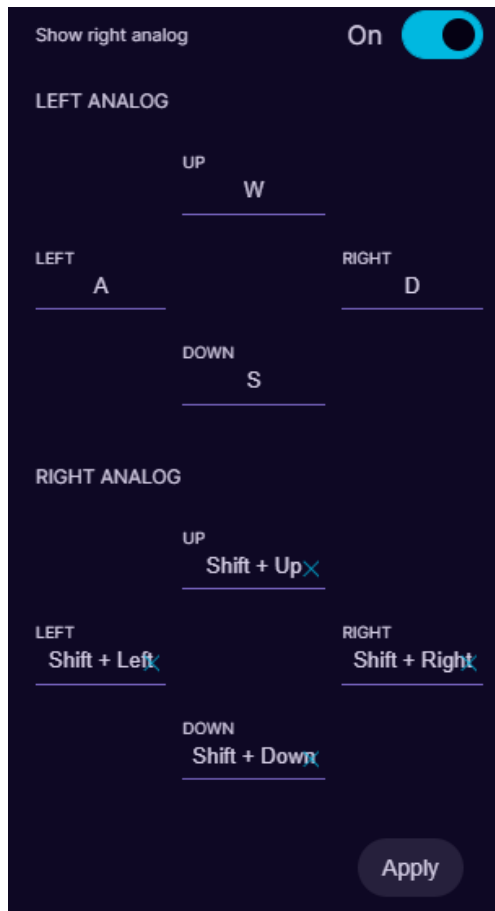 Show right analog On
LEFT ANALOG
UP
W
LEFT RIGHT
A D
DOWN
S
RIGHT ANALOG
UP
Shift + Up
LEFT RIGHT
Shift + Left Shift + Right
DOWN
Shift + Down
Apply